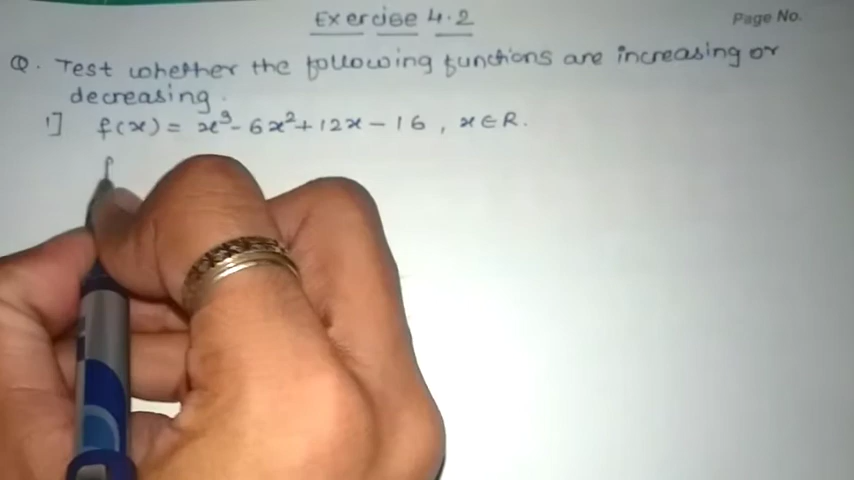 Exercise 4.2
Page No.
Q. Test whether the following functions are increasing or
decreasing.
1] f(x) = x³ - 6x² + 12x - 16 , x ∈ R.
f